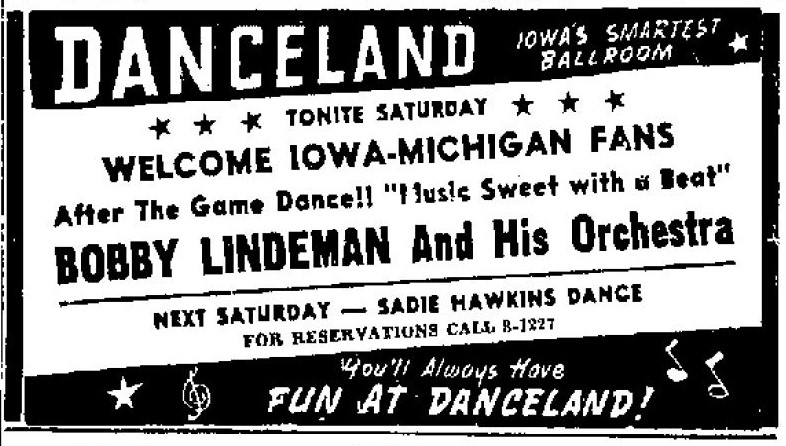 DANCELAND
IOWA'S SMARTEST
BALLROOM
TONITE SATURDAY
WELCOME IOWA-MICHIGAN FANS
After The Game Dance!! "Music Sweet with a Beat"
BOBBY LINDEMAN And His Orchestra
NEXT SATURDAY — SADIE HAWKINS DANCE
FOR RESERVATIONS CALL 3-1227
You'll Always Have
FUN AT DANCELAND!